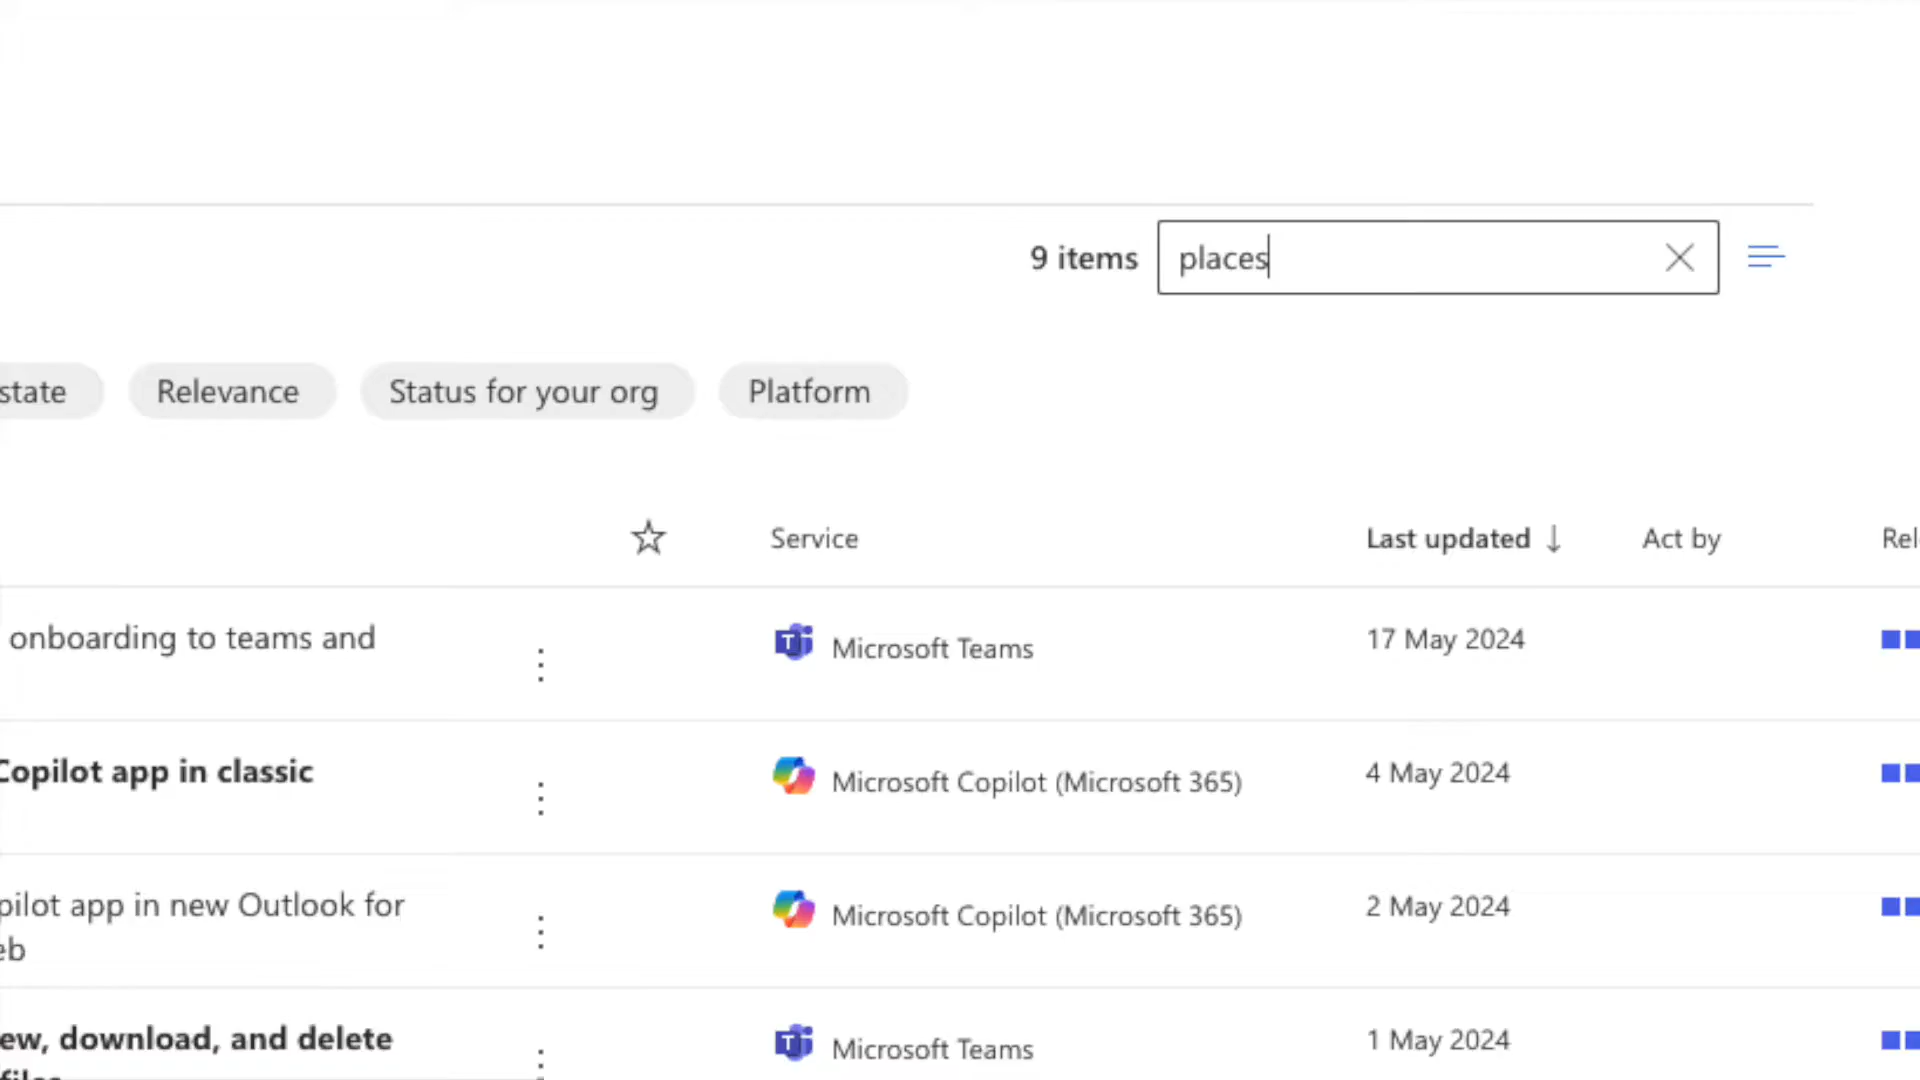 9 items places
state Relevance Status for your org Platform
Service Last updated ↓ Act by Rel
onboarding to teams and
Microsoft Teams 17 May 2024
Copilot app in classic
Microsoft Copilot (Microsoft 365) 4 May 2024
pilot app in new Outlook for
eb
Microsoft Copilot (Microsoft 365) 2 May 2024
ew, download, and delete
files
Microsoft Teams 1 May 2024